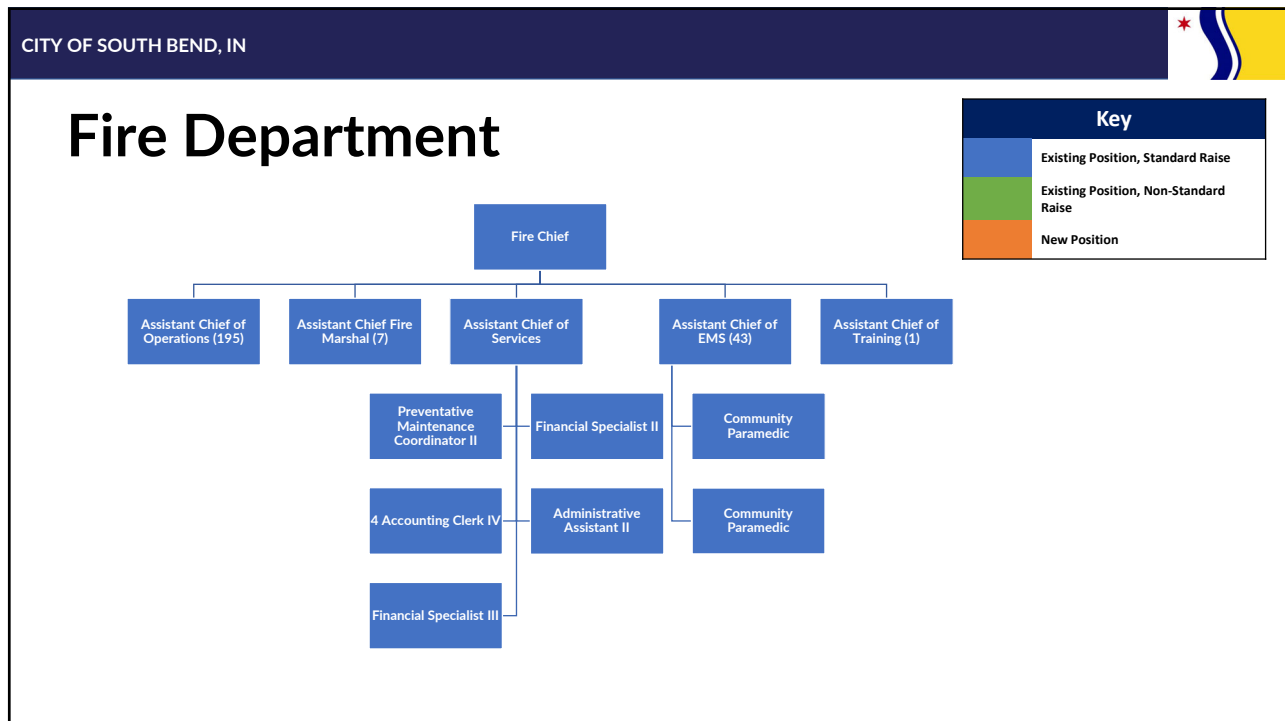 CITY OF SOUTH BEND, IN
Fire Department
Key
Existing Position, Standard Raise
Existing Position, Non-Standard
Raise
New Position
Fire Chief
Assistant Chief of
Operations (195)
Assistant Chief Fire
Marshal (7)
Assistant Chief of
Services
Assistant Chief of
EMS (43)
Assistant Chief of
Training (1)
Preventative
Maintenance
Coordinator II
Financial Specialist II
Community
Paramedic
4 Accounting Clerk IV
Administrative
Assistant II
Community
Paramedic
Financial Specialist III